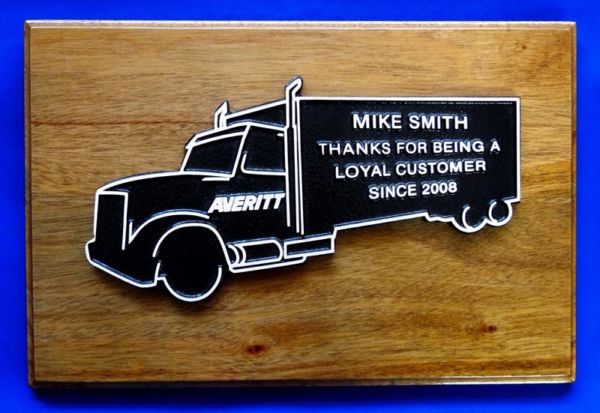 MIKE SMITH
THANKS FOR BEING A
LOYAL CUSTOMER
SINCE 2008
AVERITT